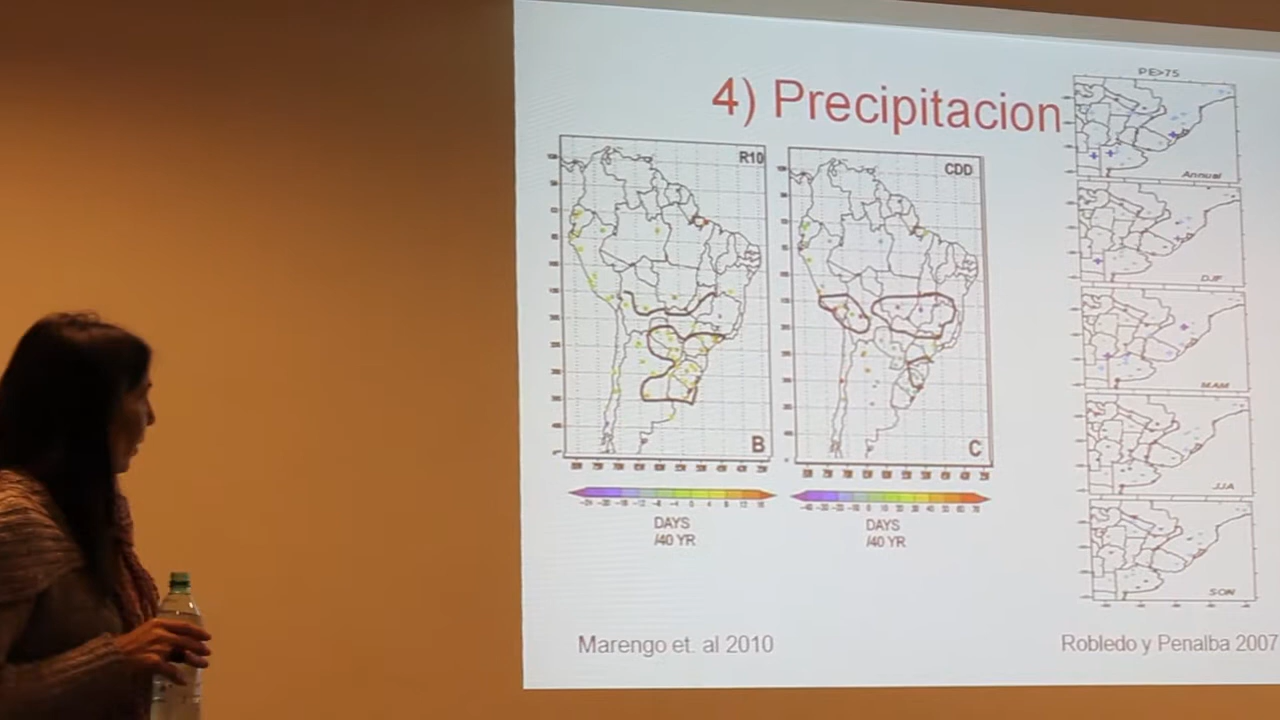 4) Precipitacion
R10
B
DAYS
/40 YR
CDD
C
DAYS
/40 YR
PE>75
Annual
DJF
MAM
JJA
SON
Marengo et. al 2010
Robledo y Penalba 2007